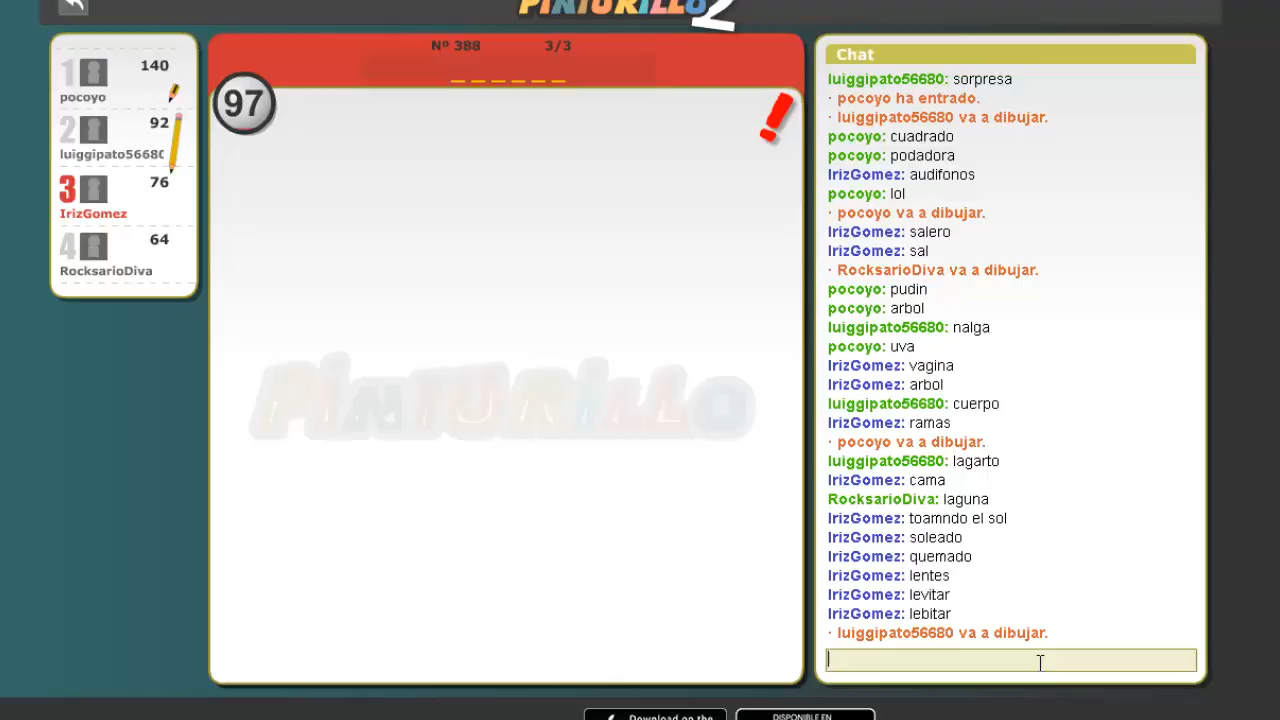 PINTURILLO 2
Nº 388 3/3
_ _ _ _ _ _
97
1 140
pocoyo
2 92
luiggipato5668
3 76
IrizGomez
4 64
RocksarioDiva
PINTURILLO
Chat
luiggipato56680: sorpresa
· pocoyo ha entrado.
· luiggipato56680 va a dibujar.
pocoyo: cuadrado
pocoyo: podadora
IrizGomez: audifonos
pocoyo: lol
· pocoyo va a dibujar.
IrizGomez: salero
IrizGomez: sal
· RocksarioDiva va a dibujar.
pocoyo: pudin
pocoyo: arbol
luiggipato56680: nalga
pocoyo: uva
IrizGomez: vagina
IrizGomez: arbol
luiggipato56680: cuerpo
IrizGomez: ramas
· pocoyo va a dibujar.
luiggipato56680: lagarto
IrizGomez: cama
RocksarioDiva: laguna
IrizGomez: toamndo el sol
IrizGomez: soleado
IrizGomez: quemado
IrizGomez: lentes
IrizGomez: levitar
IrizGomez: lebitar
· luiggipato56680 va a dibujar.
Download on the
DISPONIBLE EN